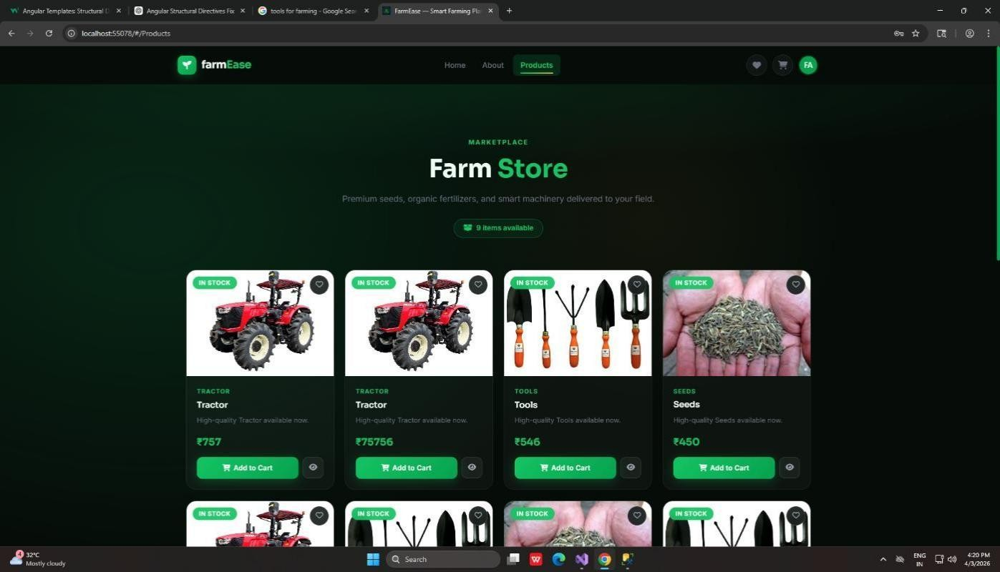 Angular Templates: Structural D
Angular Structural Directives Fix
tools for farming - Google Sea
FarmEase — Smart Farming Pla
localhost:55078/#/Products
farmEase
Home
About
Products
FA
MARKETPLACE
Farm Store
Premium seeds, organic fertilizers, and smart machinery delivered to your field.
9 items available
IN STOCK
IN STOCK
IN STOCK
IN STOCK
TRACTOR
TRACTOR
TOOLS
SEEDS
Tractor
Tractor
Tools
Seeds
High-quality Tractor available now.
High-quality Tractor available now.
High-quality Tools available now.
High-quality Seeds available now.
₹757
₹75756
₹546
₹450
Add to Cart
Add to Cart
Add to Cart
Add to Cart
IN STOCK
IN STOCK
IN STOCK
IN STOCK
4
32°C
Mostly cloudy
Search
ENG
IN
4:20 PM
4/3/2026